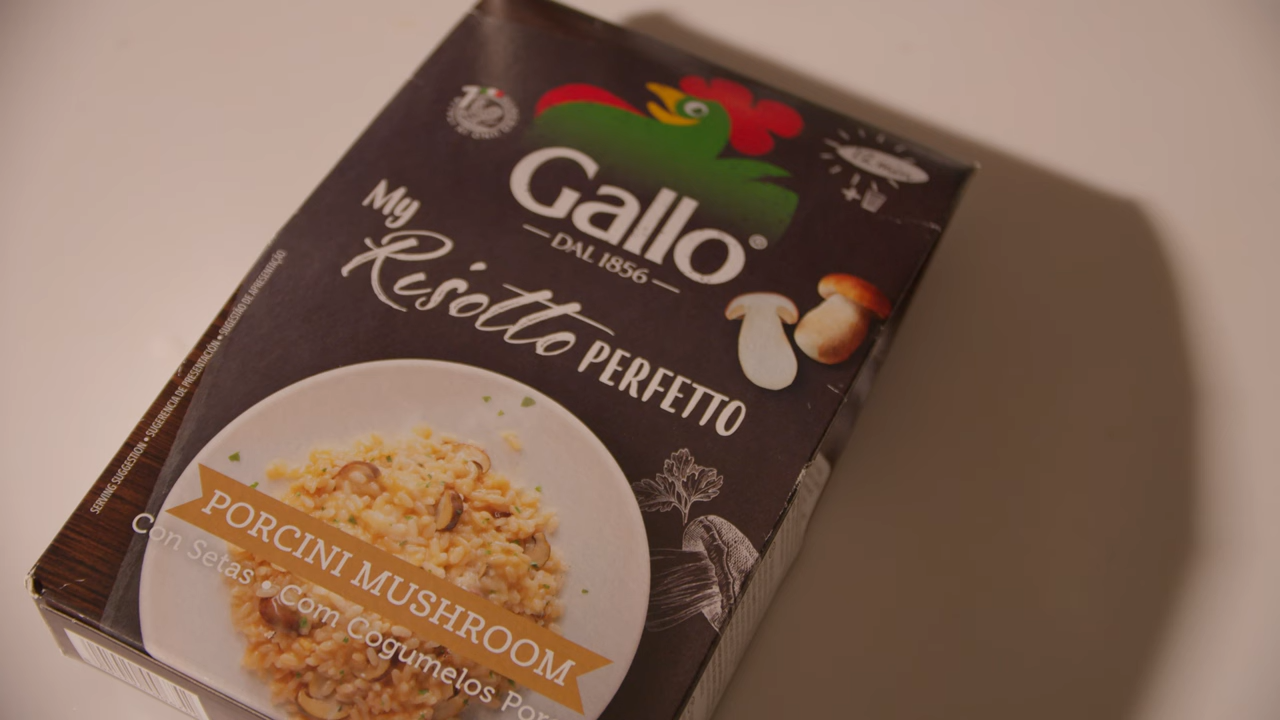 Gallo®
DAL 1856
My
Risotto
PERFETTO
PORCINI MUSHROOM
Con Setas • Com Cogumelos
SERVING SUGGESTION • SUGERENCIA DE PRESENTACIÓN • SUGESTÃO DE APRESENTAÇÃO